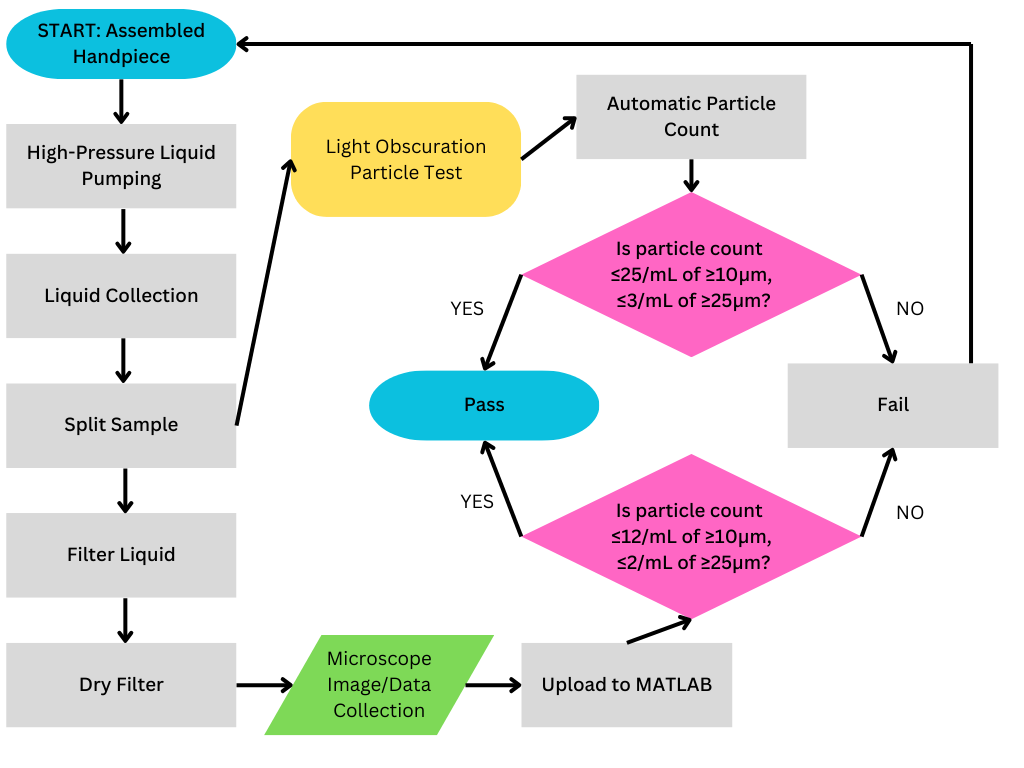 START: Assembled
Handpiece
High-Pressure Liquid
Pumping
Liquid Collection
Split Sample
Filter Liquid
Dry Filter
Light Obscuration
Particle Test
Automatic Particle
Count
Is particle count
≤25/mL of ≥10µm,
≤3/mL of ≥25µm?
YES
NO
Pass
Fail
YES
NO
Is particle count
≤12/mL of ≥10µm,
≤2/mL of ≥25µm?
Microscope
Image/Data
Collection
Upload to MATLAB